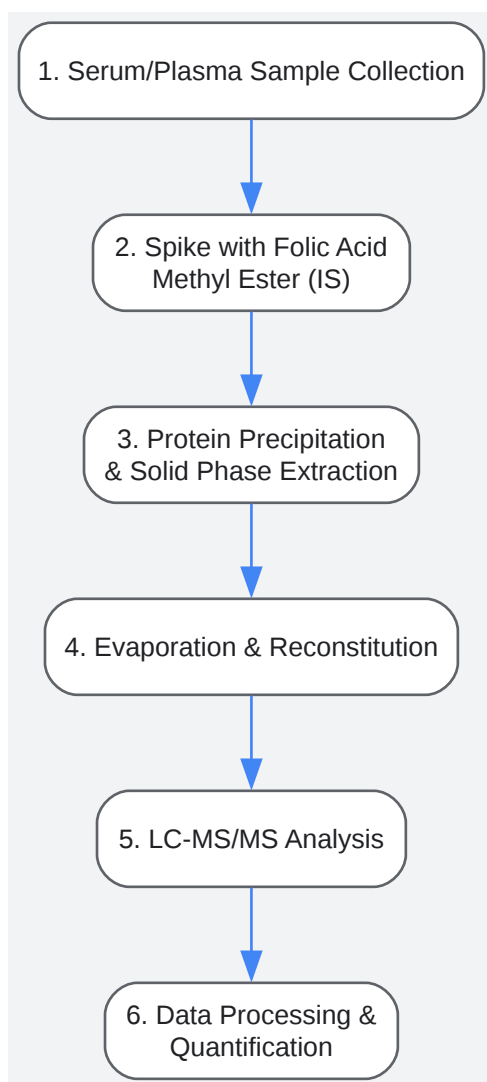 1. Serum/Plasma Sample Collection
2. Spike with Folic Acid
Methyl Ester (IS)
3. Protein Precipitation
& Solid Phase Extraction
4. Evaporation & Reconstitution
5. LC-MS/MS Analysis
6. Data Processing &
Quantification